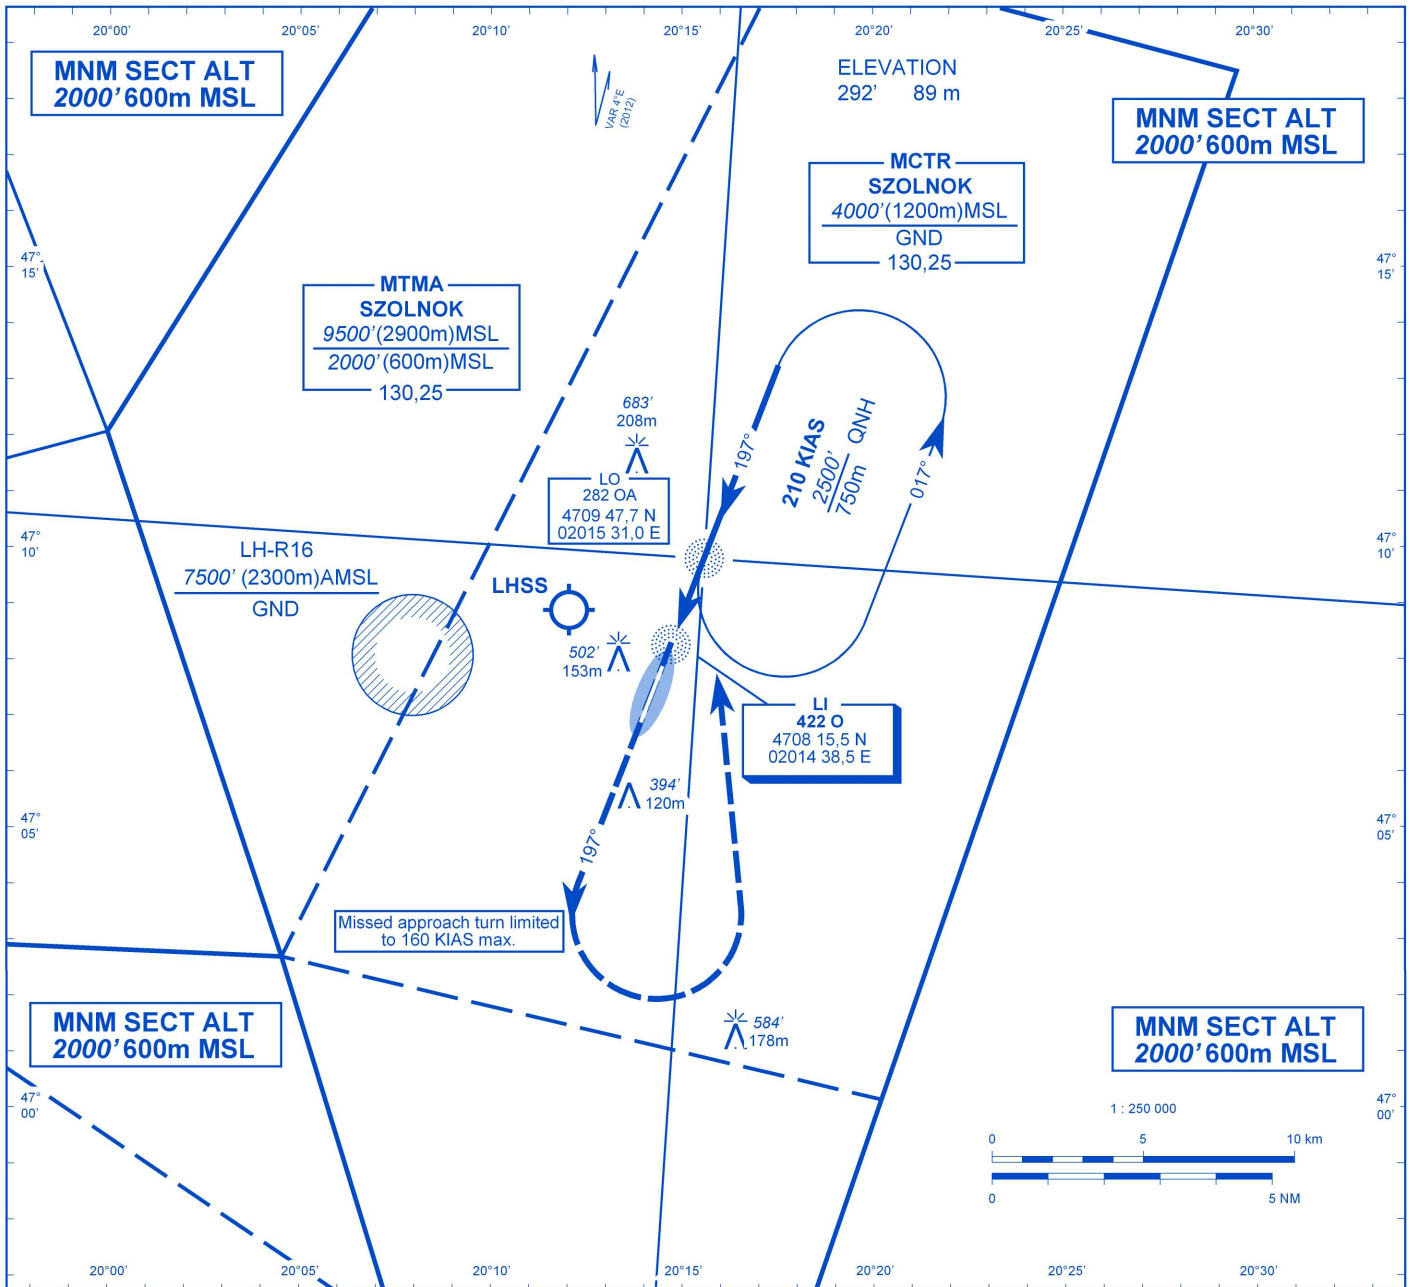 20°00’
20°05’
20°10’
20°15’
20°20’
20°25’
20°30’
MNM SECT ALT
2000’ 600m MSL
VAR 4°E
(2012)
ELEVATION
292’ 89 m
MNM SECT ALT
2000’ 600m MSL
MCTR
SZOLNOK
4000’(1200m)MSL
GND
130,25
47°
15’
47°
15’
MTMA
SZOLNOK
9500’(2900m)MSL
2000’(600m)MSL
130,25
683’
208m
197°
210 KIAS
2500’
750m
QNH
017°
LO
282 OA
4709 47,7 N
02015 31,0 E
47°
10’
47°
10’
LH-R16
7500’ (2300m)AMSL
GND
LHSS
502’
153m
LI
422 O
4708 15,5 N
02014 38,5 E
394’
120m
47°
05’
47°
05’
197°
Missed approach turn limited
to 160 KIAS max.
MNM SECT ALT
2000’ 600m MSL
584’
178m
MNM SECT ALT
2000’ 600m MSL
47°
00’
47°
00’
1 : 250 000
0 5 10 km
0 5 NM
20°00’
20°05’
20°10’
20°15’
20°20’
20°25’
20°30’